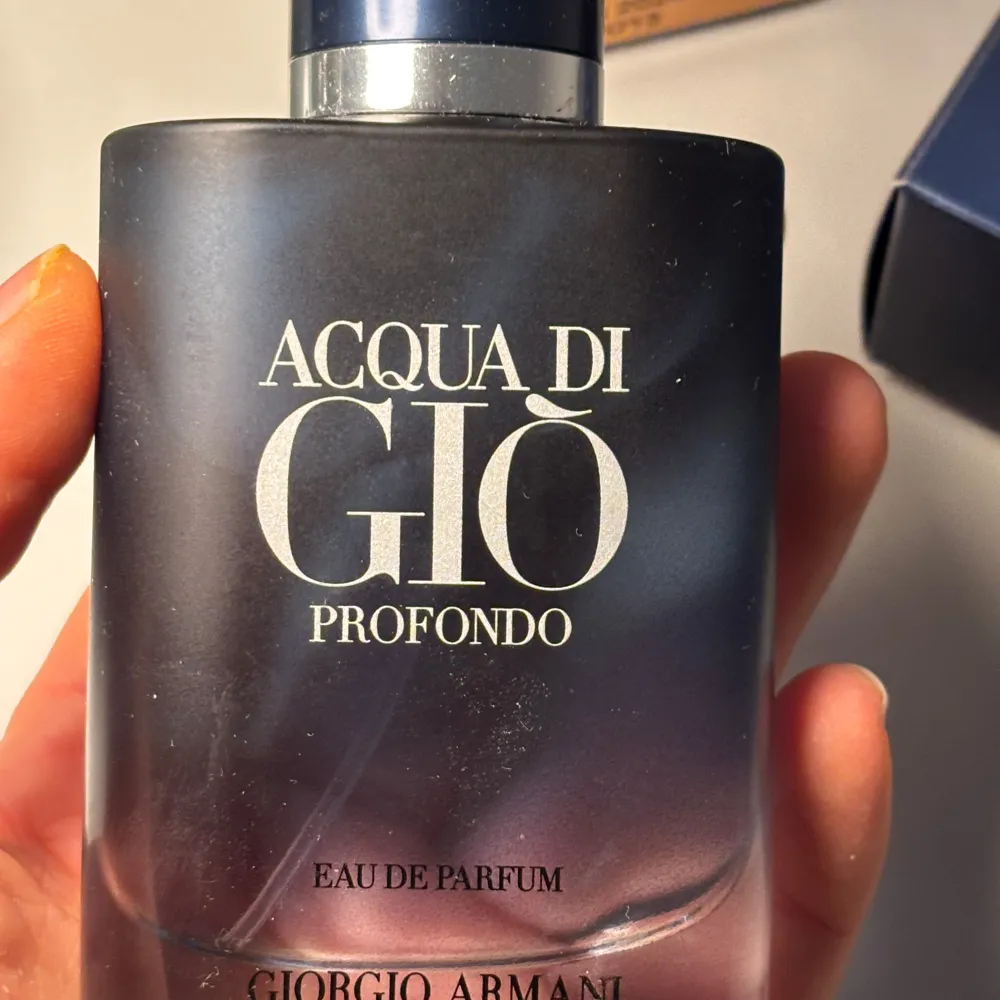 ACQUA DI
GIÒ
PROFONDO
EAU DE PARFUM
GIORGIO ARMANI